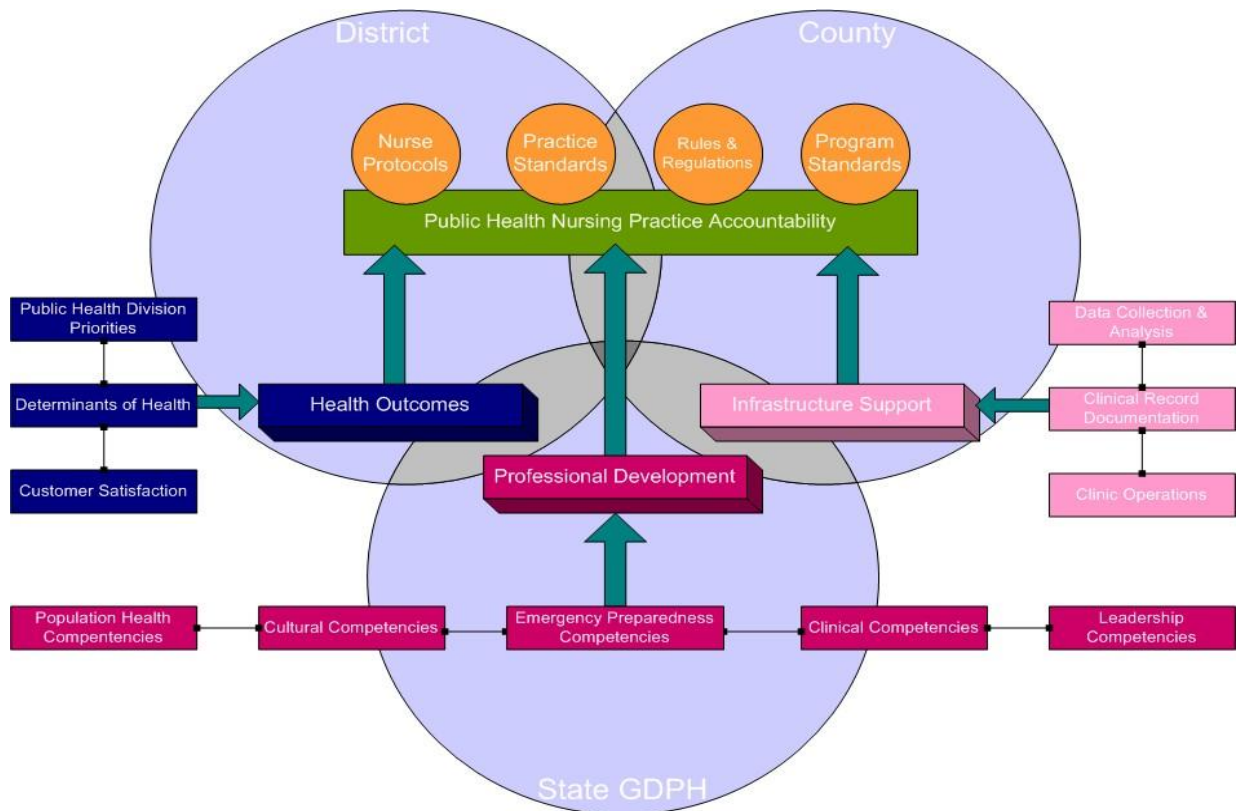 District
County
Nurse
Protocols
Practice
Standards
Rules &
Regulations
Program
Standards
Public Health Nursing Practice Accountability
Public Health Division
Priorities
Determinants of Health
Customer Satisfaction
Health Outcomes
Infrastructure Support
Data Collection &
Analysis
Clinical Record
Documentation
Clinic Operations
Professional Development
Population Health
Compentencies
Cultural Competencies
Emergency Preparedness
Competencies
Clinical Competencies
Leadership
Competencies
State GDPH